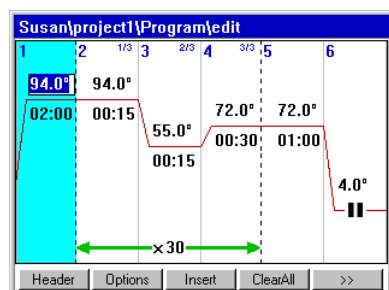 Susan\project1\Program\edit
1 2 1/3 3 2/3 4 3/3 5 6
94.0° 94.0°
02:00 00:15
55.0°
00:15
72.0° 72.0°
00:30 01:00
4.0°
×30
Header Options Insert ClearAll >>